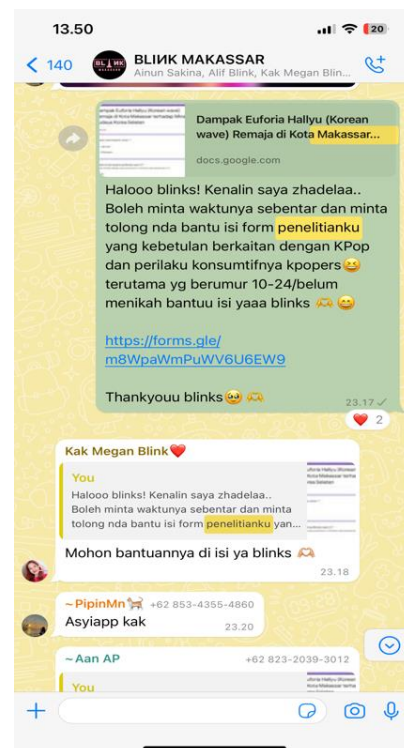 13.50
20
140
BLIИK MAKASSAR
Ainun Sakina, Alif Blink, Kak Megan Blin...
Dampak Euforia Hallyu (Korean
wave) Remaja di Kota Makassar...
docs.google.com
Halooo blinks! Kenalin saya zhadelaa..
Boleh minta waktunya sebentar dan minta
tolong nda bantu isi form penelitianku
yang kebetulan berkaitan dengan KPop
dan perilaku konsumtifnya kpopers😆
terutama yg berumur 10-24/belum
menikah bantuu isi yaaa blinks 🫶 😄
https://forms.gle/
m8WpaWmPuWV6U6EW9
Thankyouu blinks🥹 🫶
23.17 ✓
❤️ 2
Kak Megan Blink❤️
You
Halooo blinks! Kenalin saya zhadelaa..
Boleh minta waktunya sebentar dan minta
tolong nda bantu isi form penelitianku yan...
Mohon bantuannya di isi ya blinks 🫶
23.18
~PipinMn🐈 +62 853-4355-4860
Asyiapp kak
23.20
~Aan AP +62 823-2039-3012
You